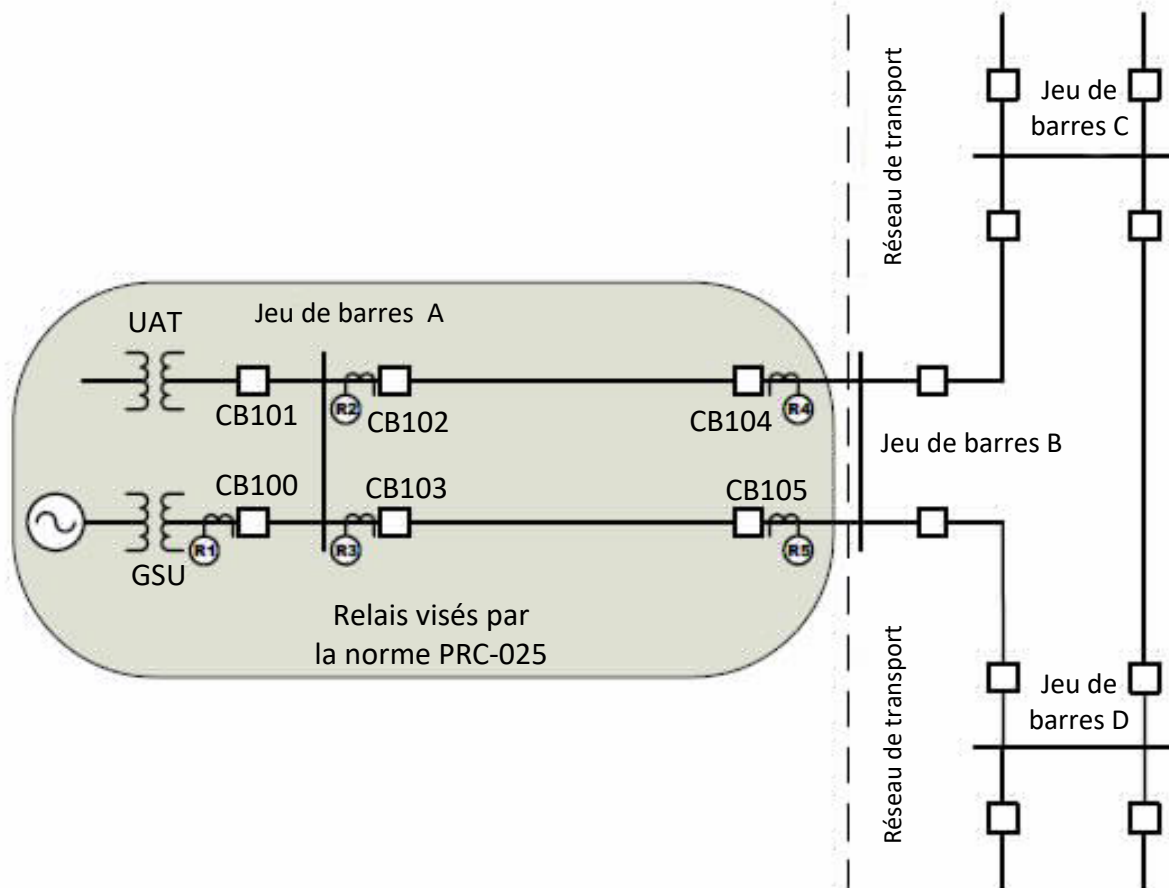 Réseau de transport
Jeu de
barres C
UAT
Jeu de barres A
CB101
R2
CB102
CB104
R4
Jeu de barres B
CB100
CB103
CB105
R1
R3
R5
GSU
Relais visés par
la norme PRC-025
Réseau de transport
Jeu de
barres D